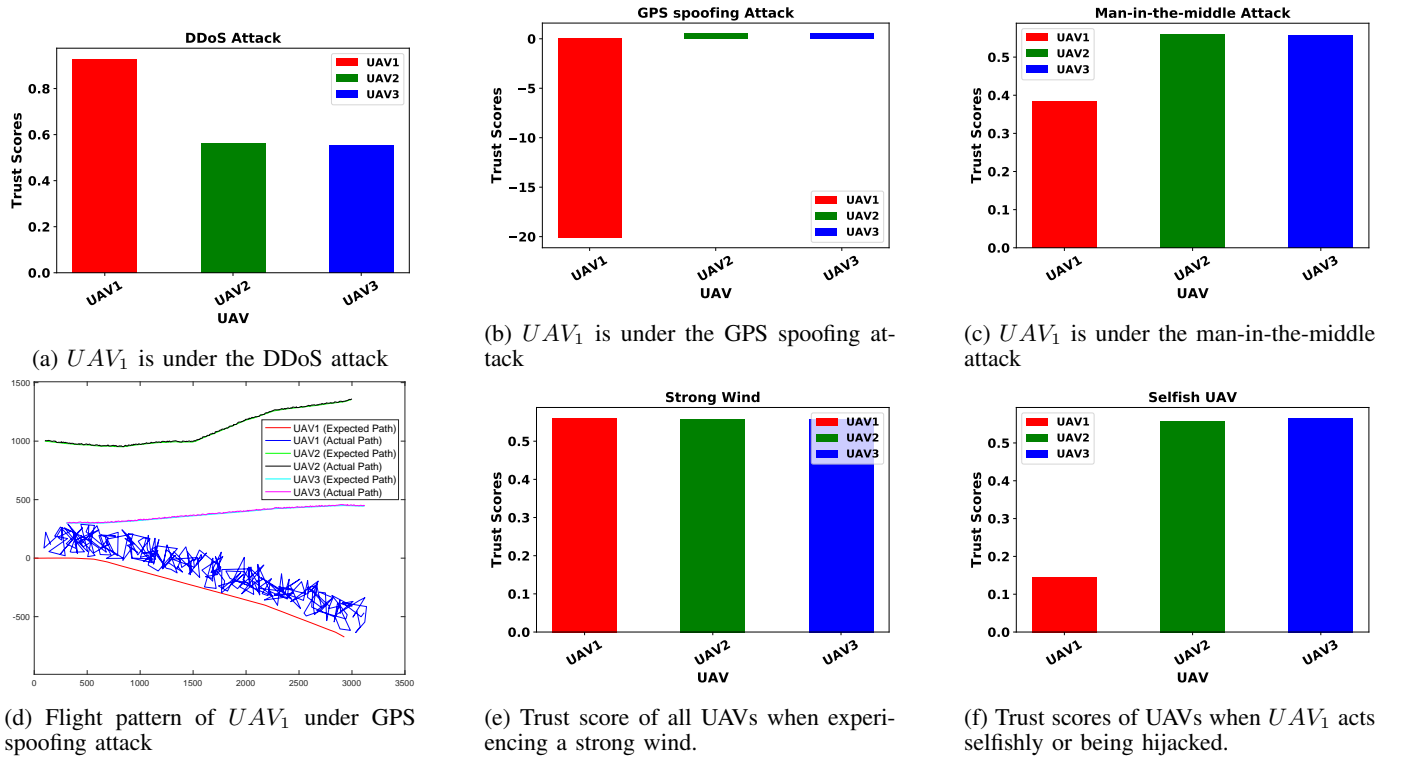 DDoS Attack
Trust Scores
0.8
0.6
0.4
0.2
0.0
UAV1
UAV2
UAV3
UAV1
UAV2
UAV3
UAV
(a) UAV1 is under the DDoS attack
GPS spoofing Attack
Trust Scores
0
−5
−10
−15
−20
UAV1
UAV2
UAV3
UAV1
UAV2
UAV3
UAV
(b) UAV1 is under the GPS spoofing at-
tack
Man-in-the-middle Attack
Trust Scores
0.5
0.4
0.3
0.2
0.1
0.0
UAV1
UAV2
UAV3
UAV1
UAV2
UAV3
UAV
(c) UAV1 is under the man-in-the-middle
attack
1500
1000
500
0
-500
UAV1 (Expected Path)
UAV1 (Actual Path)
UAV2 (Expected Path)
UAV2 (Actual Path)
UAV3 (Expected Path)
UAV3 (Actual Path)
0 500 1000 1500 2000 2500 3000 3500
(d) Flight pattern of UAV1 under GPS
spoofing attack
Strong Wind
Trust Scores
0.5
0.4
0.3
0.2
0.1
0.0
UAV1
UAV2
UAV3
UAV1
UAV2
UAV3
UAV
(e) Trust score of all UAVs when experi-
encing a strong wind.
Selfish UAV
Trust Scores
0.5
0.4
0.3
0.2
0.1
0.0
UAV1
UAV2
UAV3
UAV1
UAV2
UAV3
UAV
(f) Trust scores of UAVs when UAV1 acts
selfishly or being hijacked.